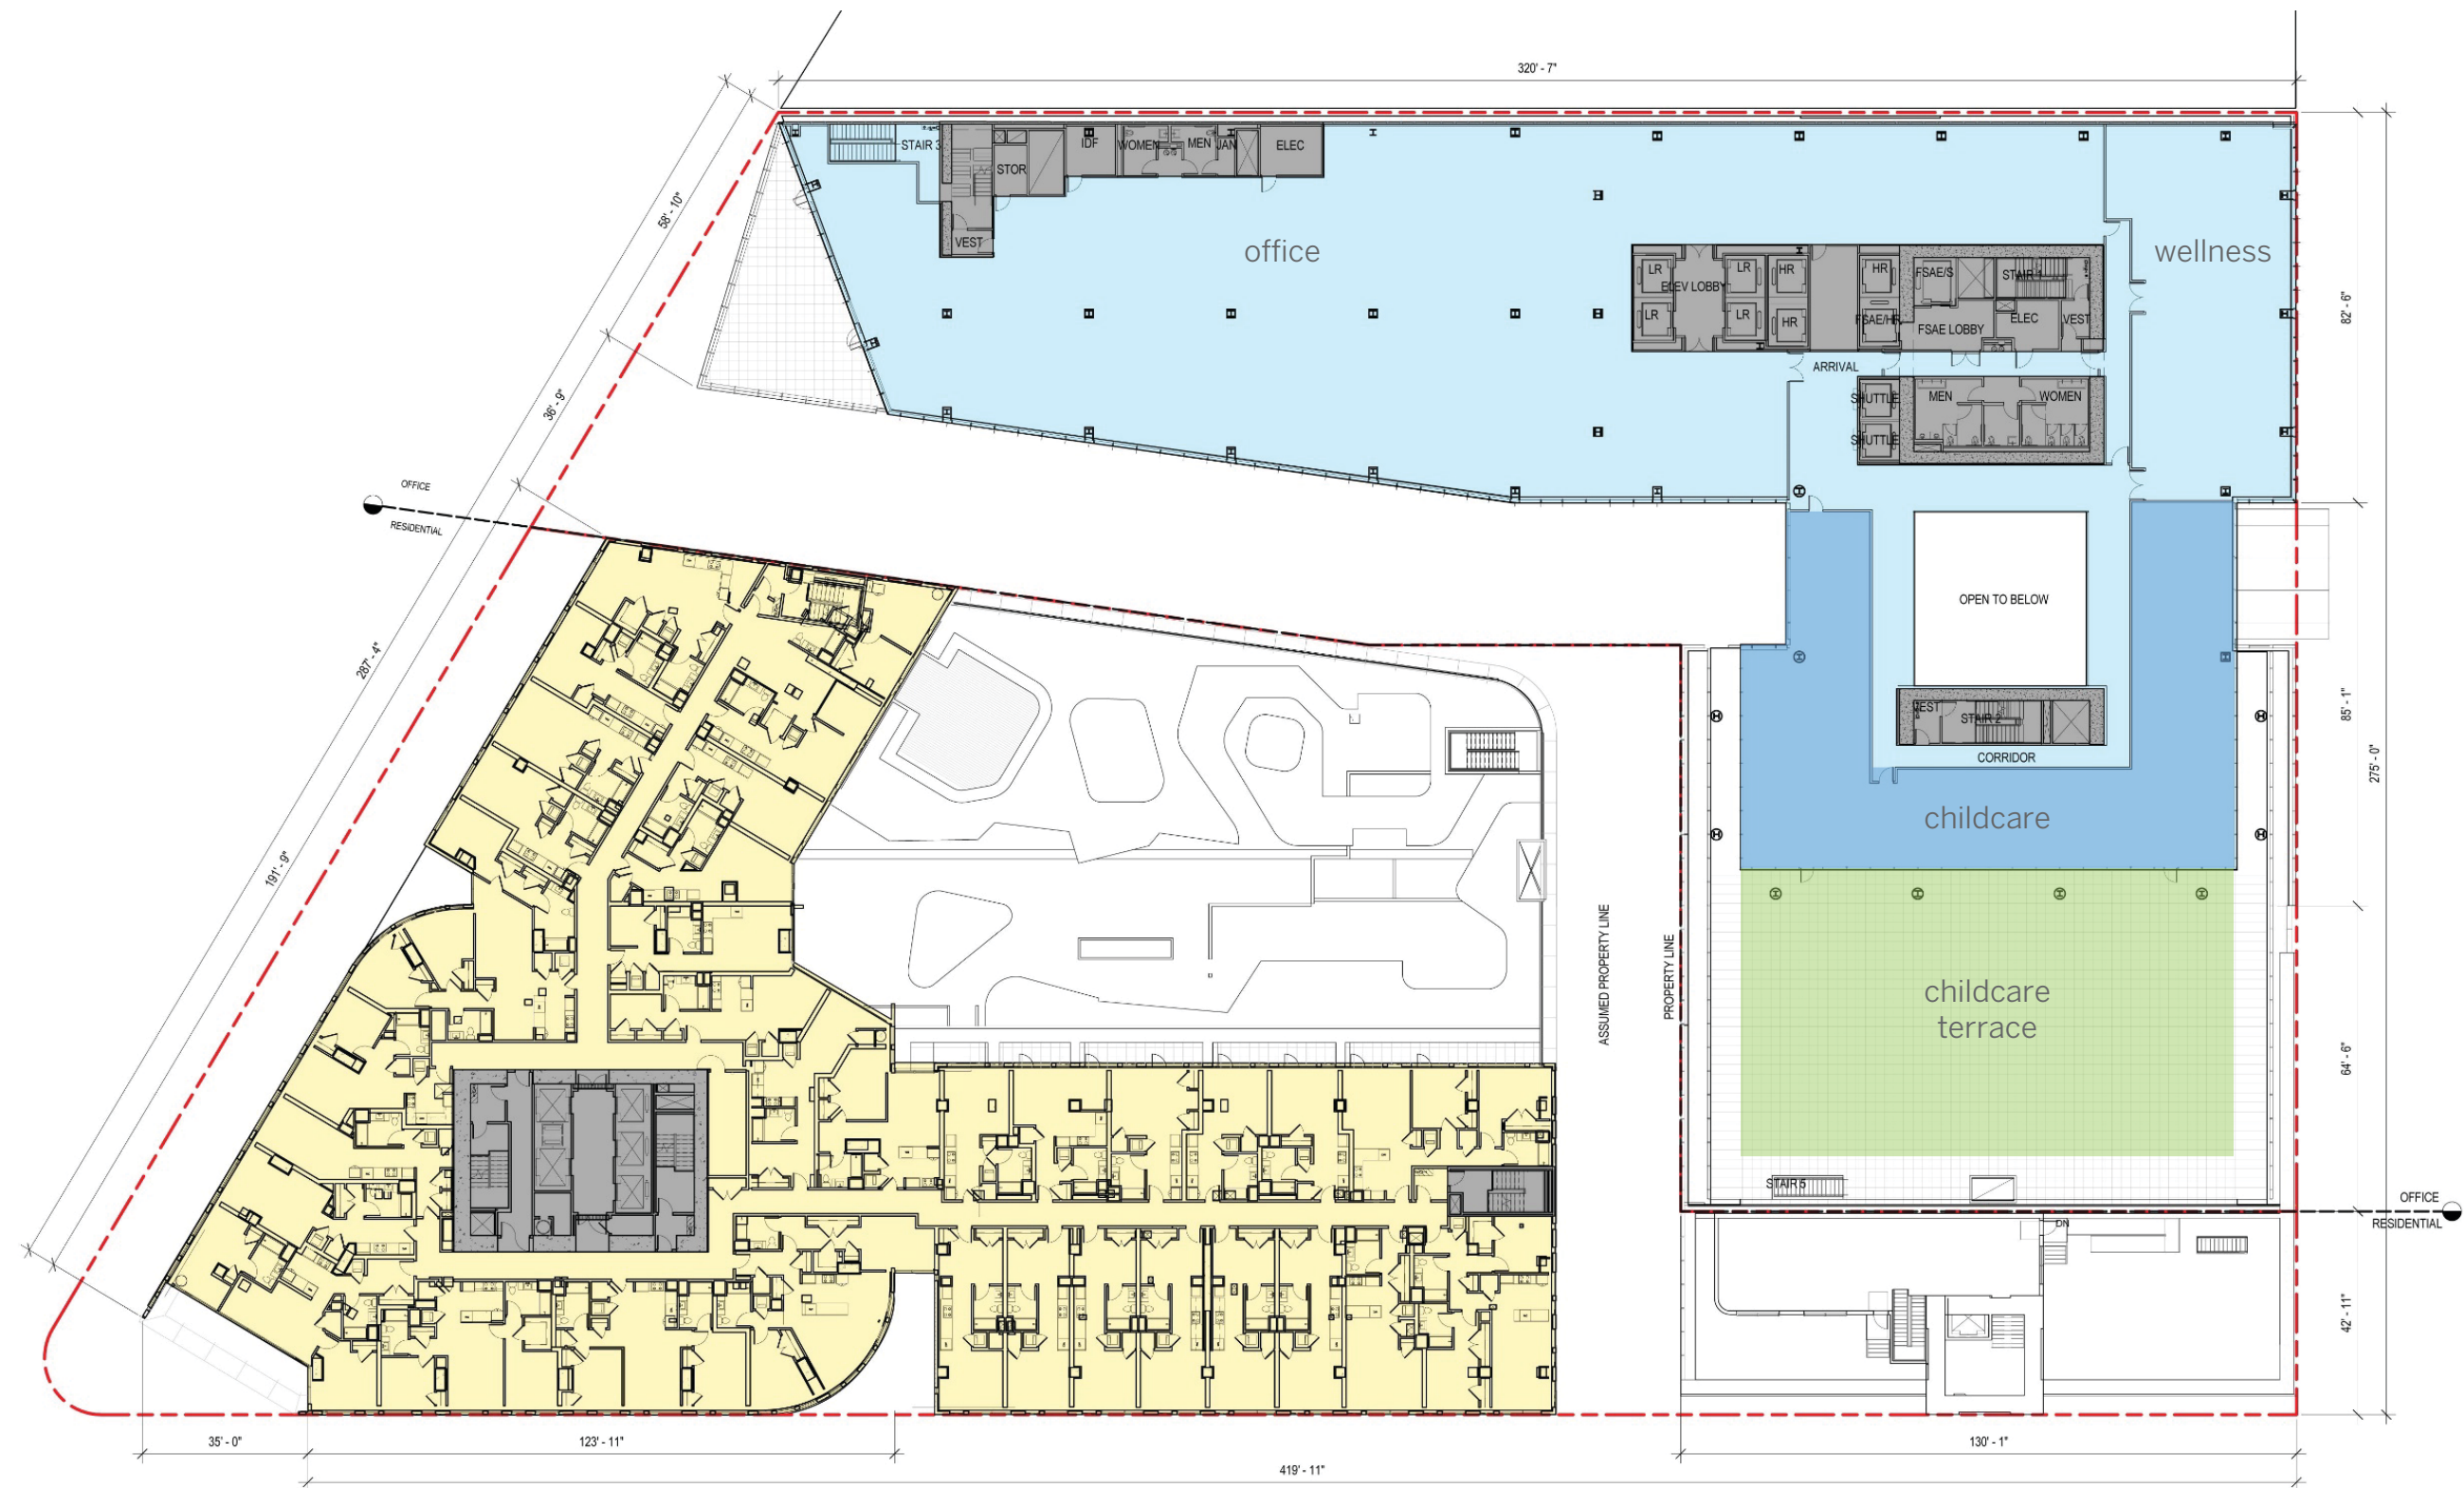 320' - 7"
58' - 10"
STAIR 3
STOR
IDF
WOMEN
MEN
JAN
ELEC
VEST
office
wellness
LR
LR
HR
HR
FSAE/S
STAIR 1
ELEV LOBBY
LR
LR
HR
FSAE/HR
FSAE LOBBY
ELEC
VEST
82' - 6"
ARRIVAL
SHUTTLE
MEN
WOMEN
SHUTTLE
36' - 9"
OFFICE
RESIDENTIAL
OPEN TO BELOW
287' - 4"
VEST
STAIR 2
CORRIDOR
85' - 1"
275' - 0"
childcare
191' - 9"
ASSUMED PROPERTY LINE
PROPERTY LINE
childcare
terrace
64' - 6"
STAIR 5
OFFICE
RESIDENTIAL
DN
42' - 11"
35' - 0"
123' - 11"
130' - 1"
419' - 11"